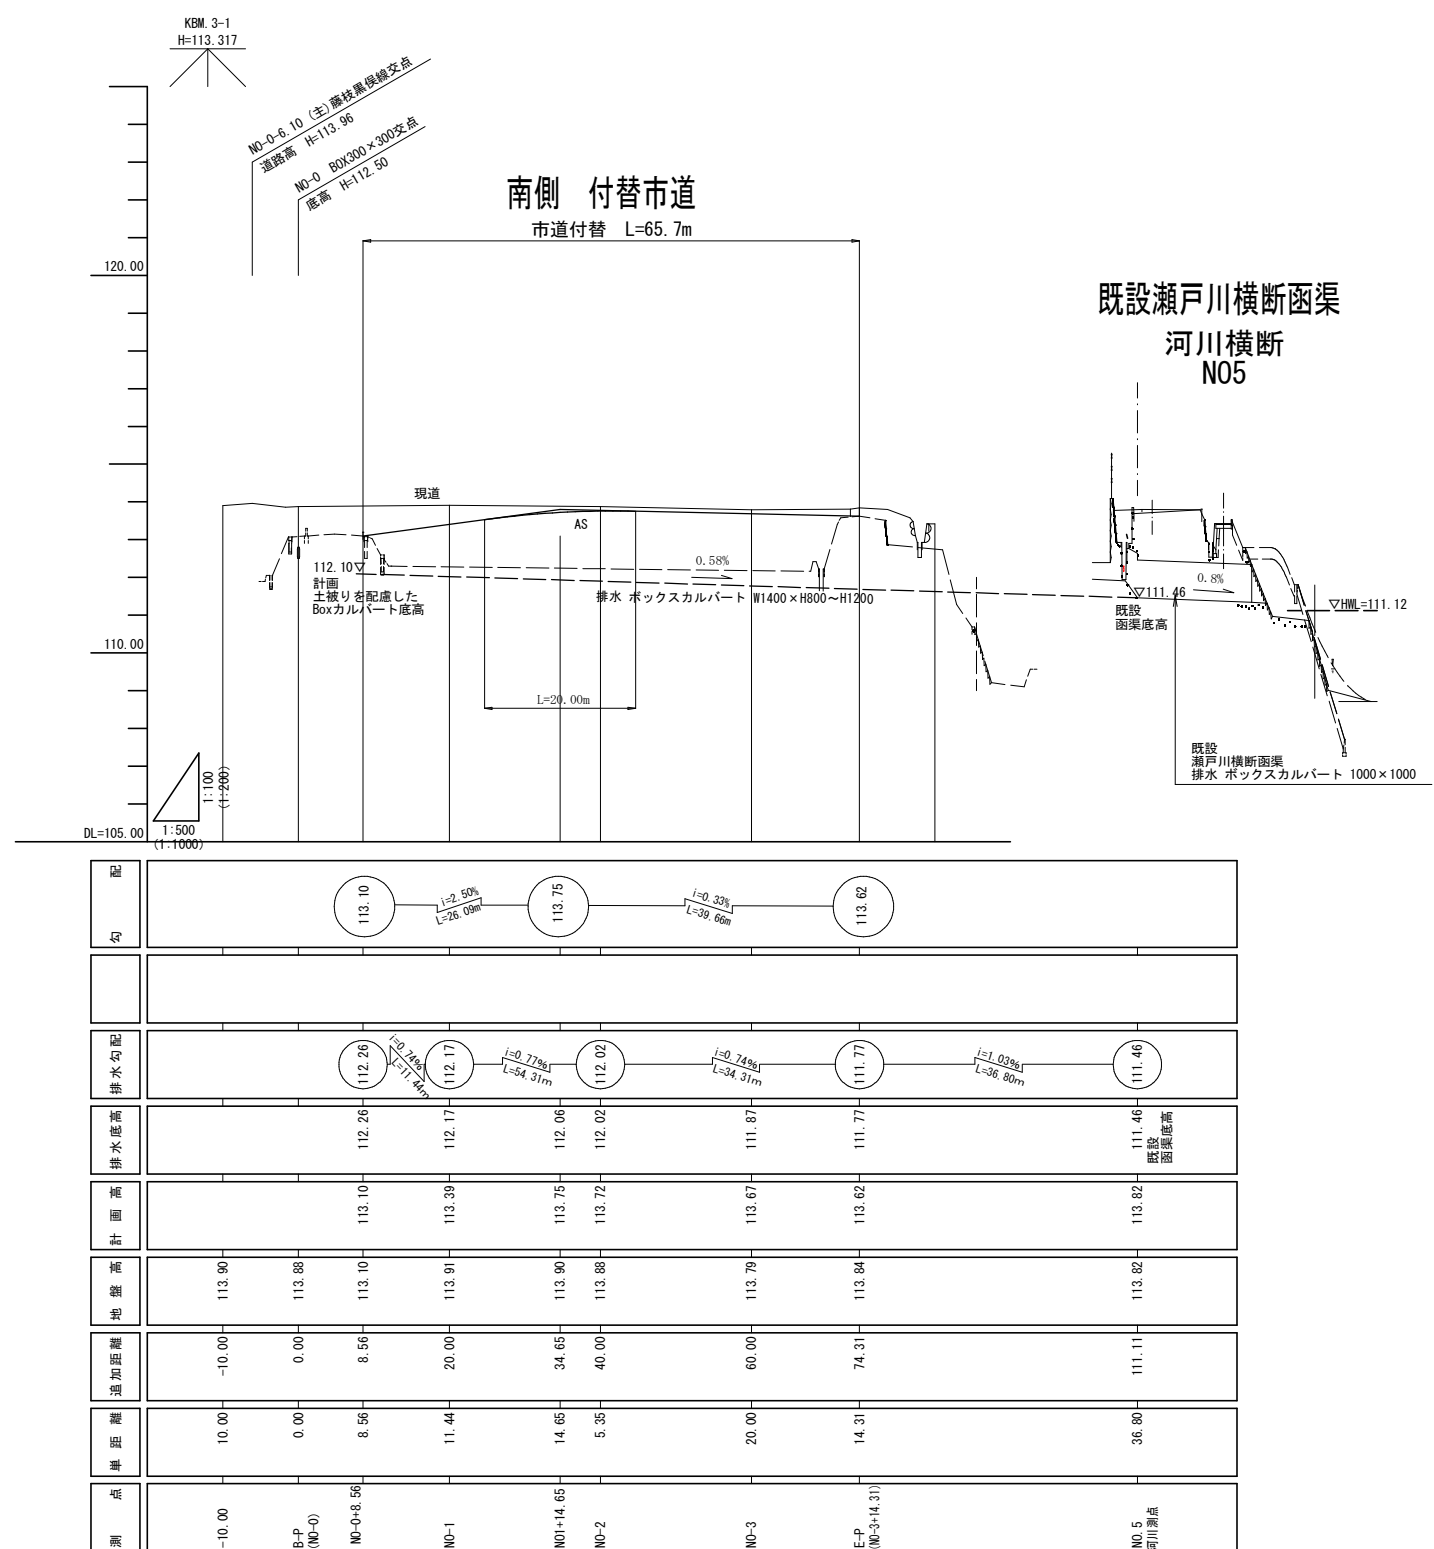 KBM. 3-1
H=113.317
NO-0-6.10 (主)藤枝黒俣線交点
道路高 H=113.96
NO-0 BOX300×300交点
底高 H=112.50
南側 付替市道
市道付替 L=65.7m
120.00
既設瀬戸川横断函渠
河川横断
NO5
現道
AS
112.10▽
計画
土被りを配慮した
Boxカルバート底高
0.58%
排水 ボックスカルバート W1400×H800～H1200
▽111.46
既設
函渠底高
0.8%
▽HWL=111.12
110.00
L=20.00m
既設
瀬戸川横断函渠
排水 ボックスカルバート 1000×1000
1:100
(1:200)
1:500
(1:1000)
DL=105.00
勾配
113.10
i=2.50%
L=26.09m
113.75
i=0.33%
L=39.66m
113.62
排水勾配
112.26
i=0.74%
L=11.44m
112.17
i=0.77%
L=54.31m
112.02
i=0.74%
L=34.31m
111.77
i=1.03%
L=36.80m
111.46
排水底高
112.26
112.17
112.06
112.02
111.87
111.77
111.46
既設
函渠底高
計画高
113.10
113.39
113.75
113.72
113.67
113.62
113.82
地盤高
113.90
113.88
113.10
113.91
113.90
113.88
113.79
113.84
113.82
追加距離
-10.00
0.00
8.56
20.00
34.65
40.00
60.00
74.31
111.11
単距離
10.00
0.00
8.56
11.44
14.65
5.35
20.00
14.31
36.80
測点
-10.00
B-P
(NO-0)
NO-0+8.56
NO-1
NO1+14.65
NO-2
NO-3
E-P
(NO-3+14.31)
NO.5
河川測点